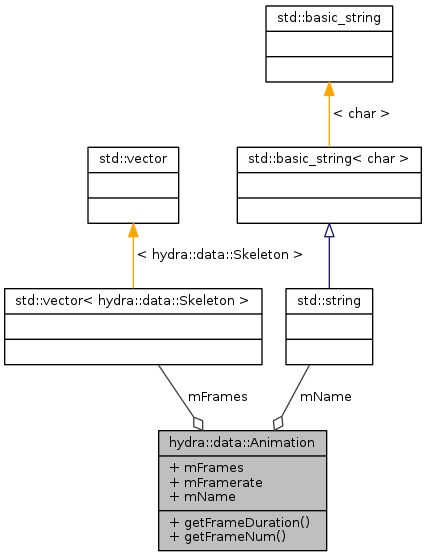 std::basic_string
< char >
std::vector
std::basic_string< char >
< hydra::data::Skeleton >
std::vector< hydra::data::Skeleton >
std::string
mFrames
mName
hydra::data::Animation
+ mFrames
+ mFramerate
+ mName
+ getFrameDuration()
+ getFrameNum()